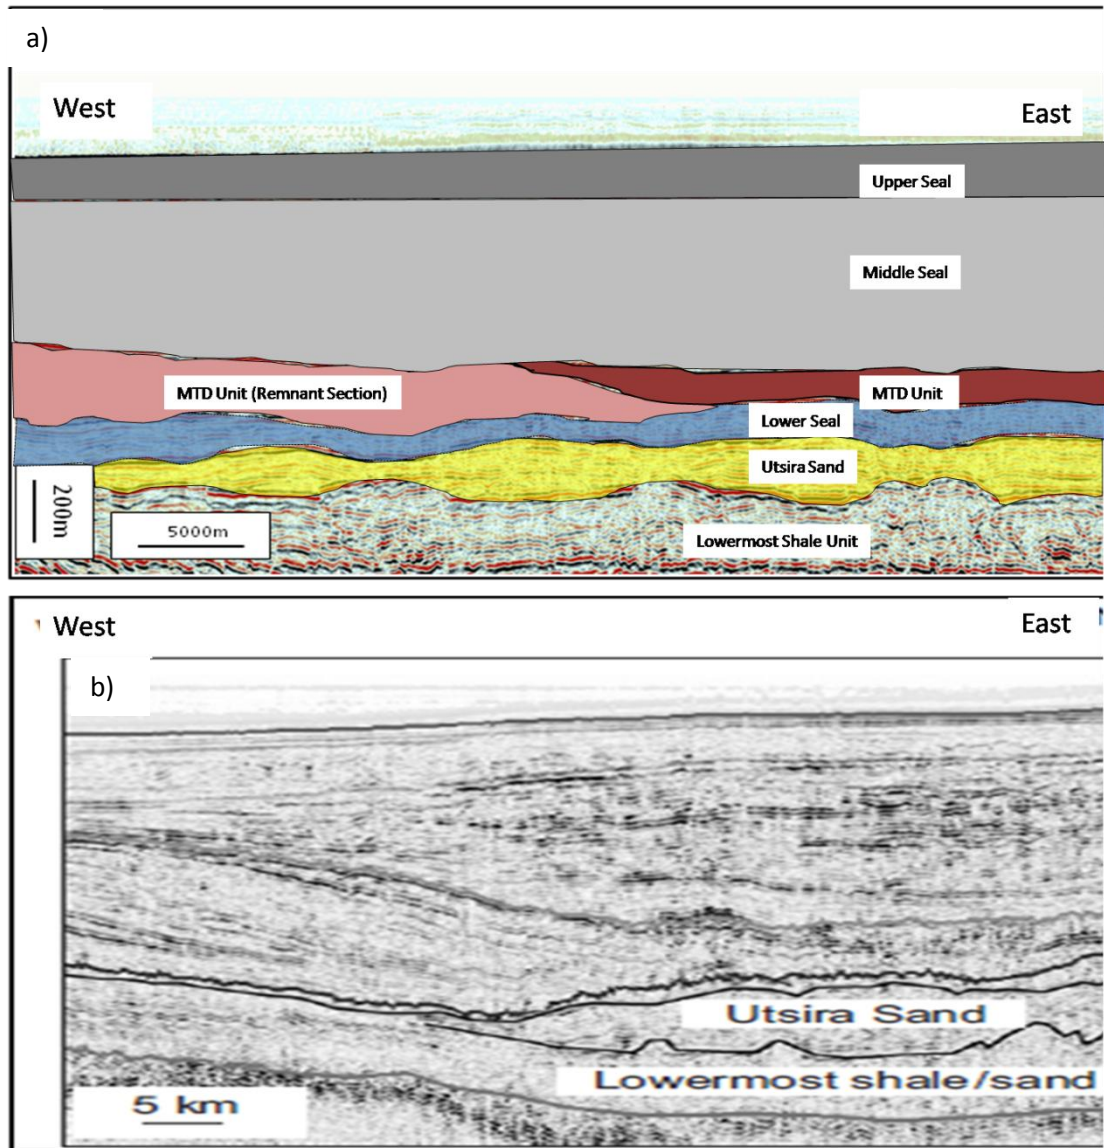 a)
West
East
Upper Seal
Middle Seal
MTD Unit (Remnant Section)
MTD Unit
Lower Seal
Utsira Sand
200m
5000m
Lowermost Shale Unit
West
East
b)
Utsira Sand
Lowermost shale/sand
5 km